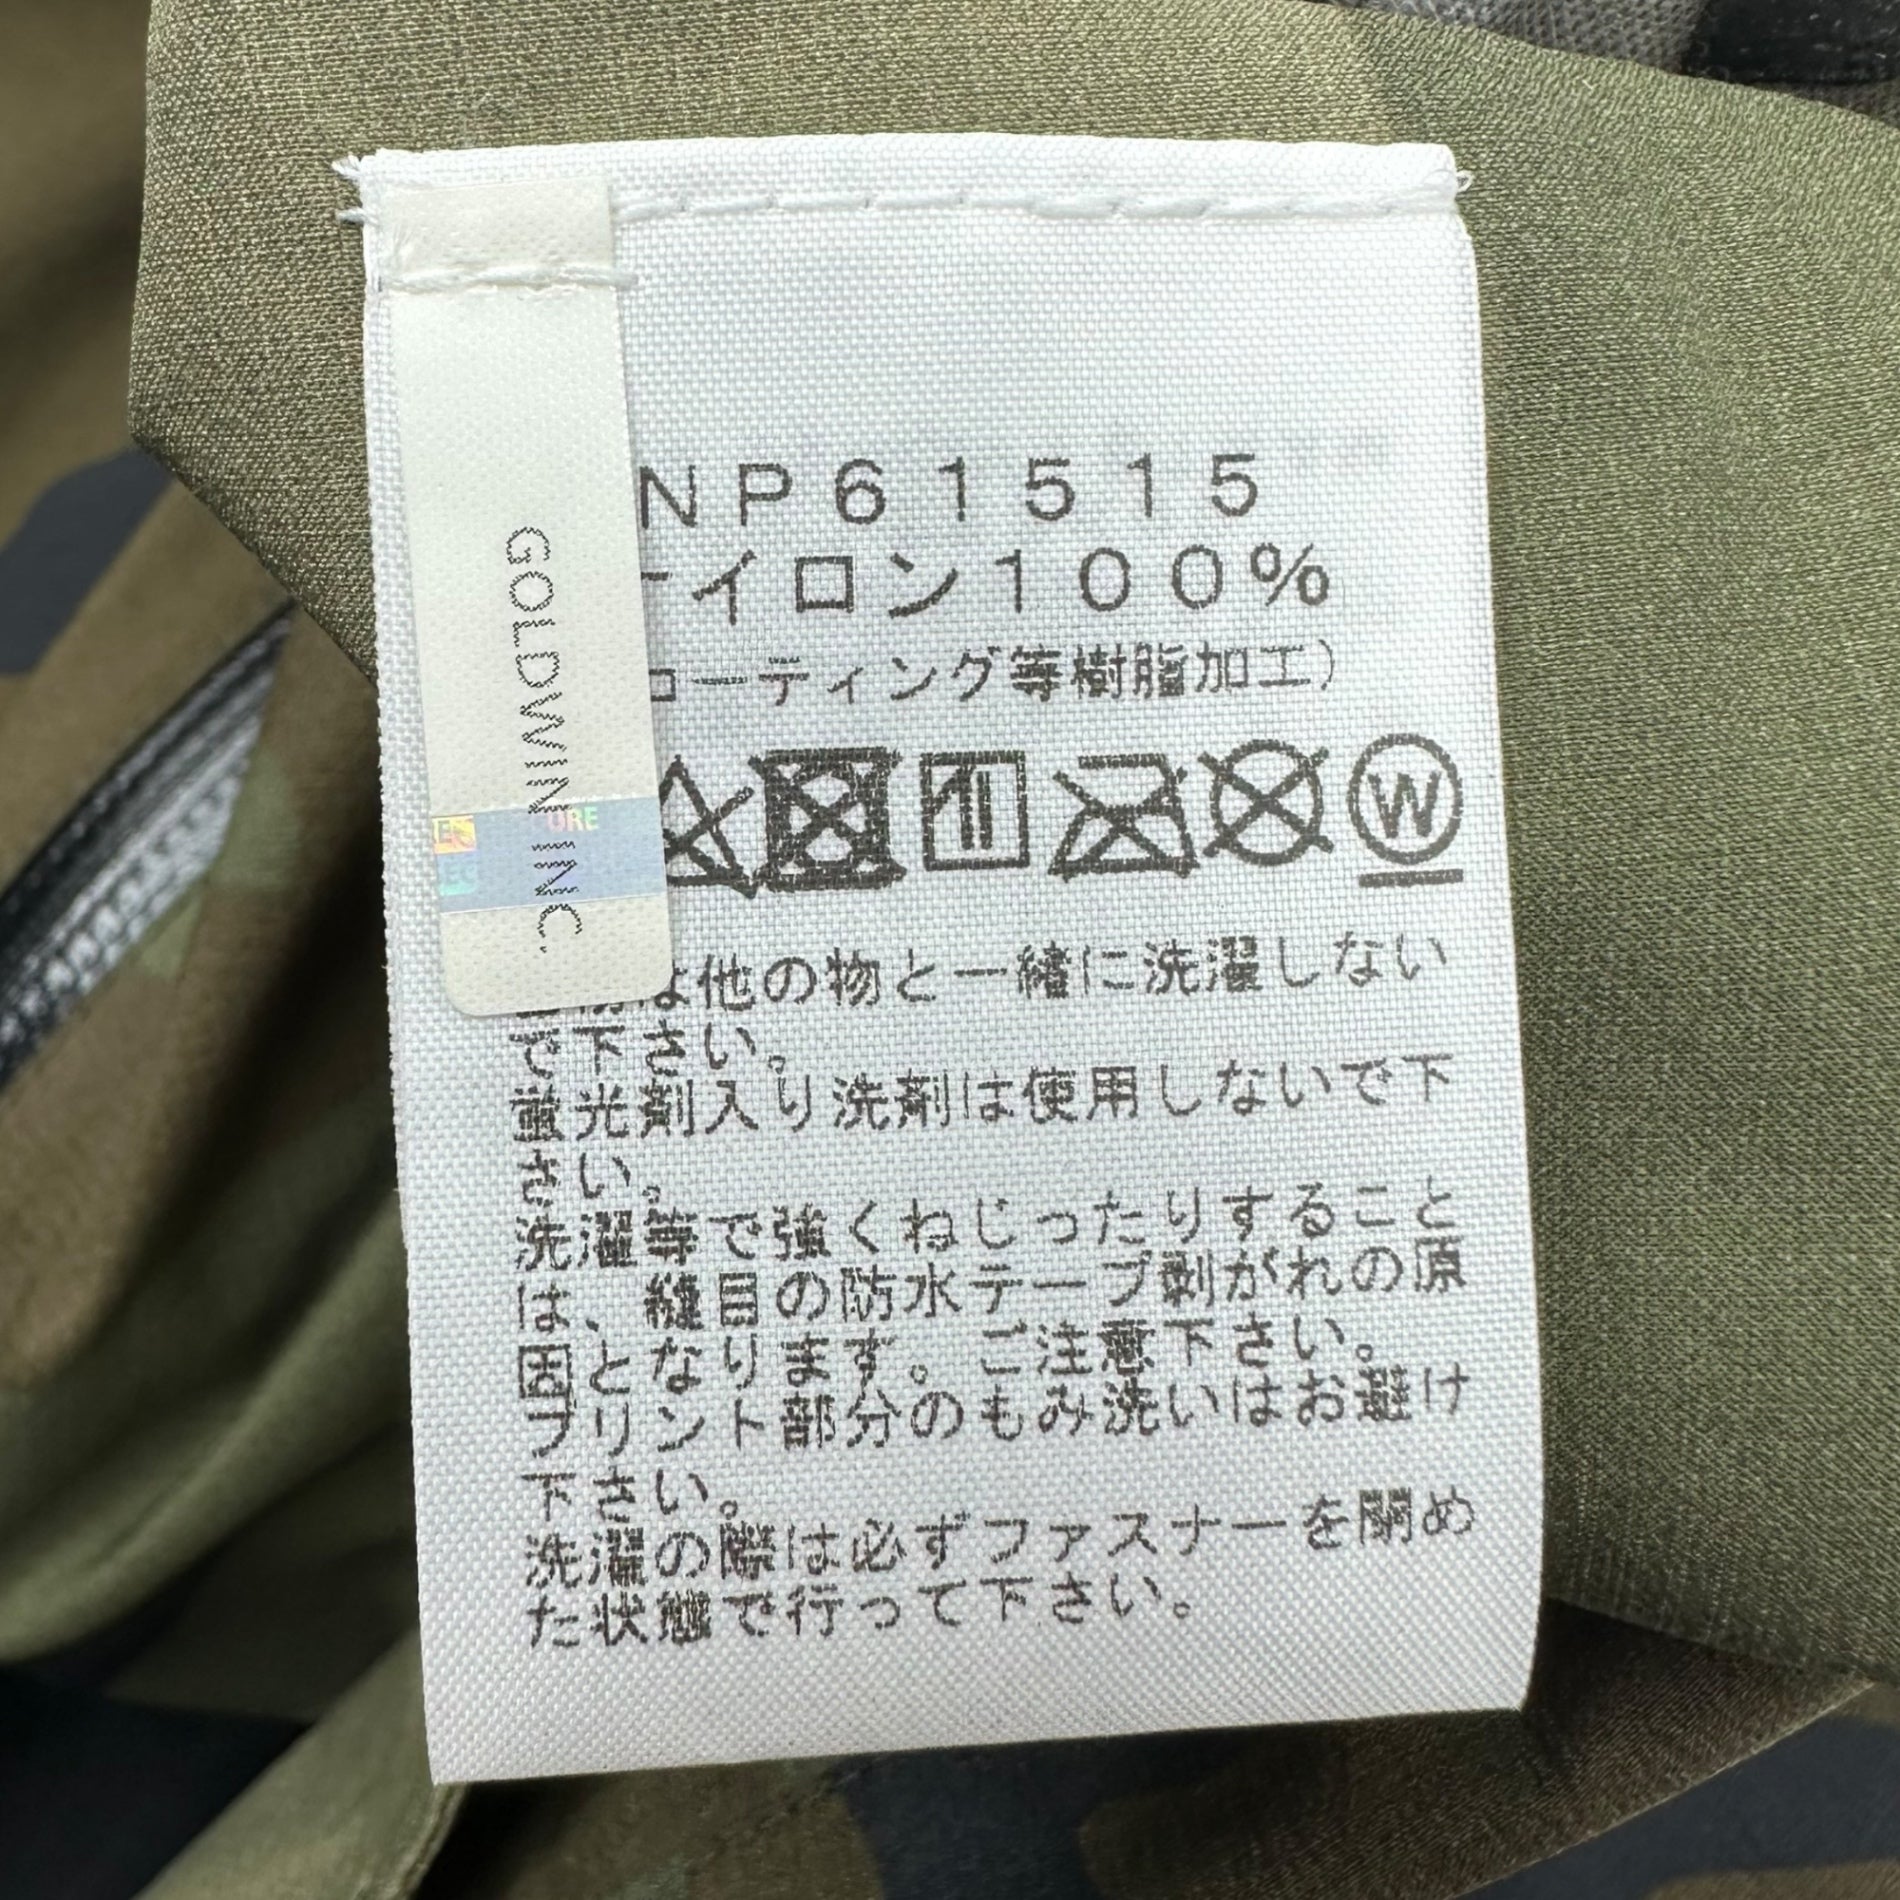 NP61515
イロン100%
ローティング等樹脂加工)
GOLDWIN INC.
ORE
W
は他の物と一緒に洗濯しない
で下さい。
蛍光剤入り洗剤は使用しないで下
さい。
洗濯等で強くねじったりすること
は、縫目の防水テープ剥がれの原
因となります。ご注意下さい。
プリント部分のもみ洗いはお避け
下さい。
洗濯の際は必ずファスナーを閉め
た状態で行って下さい。